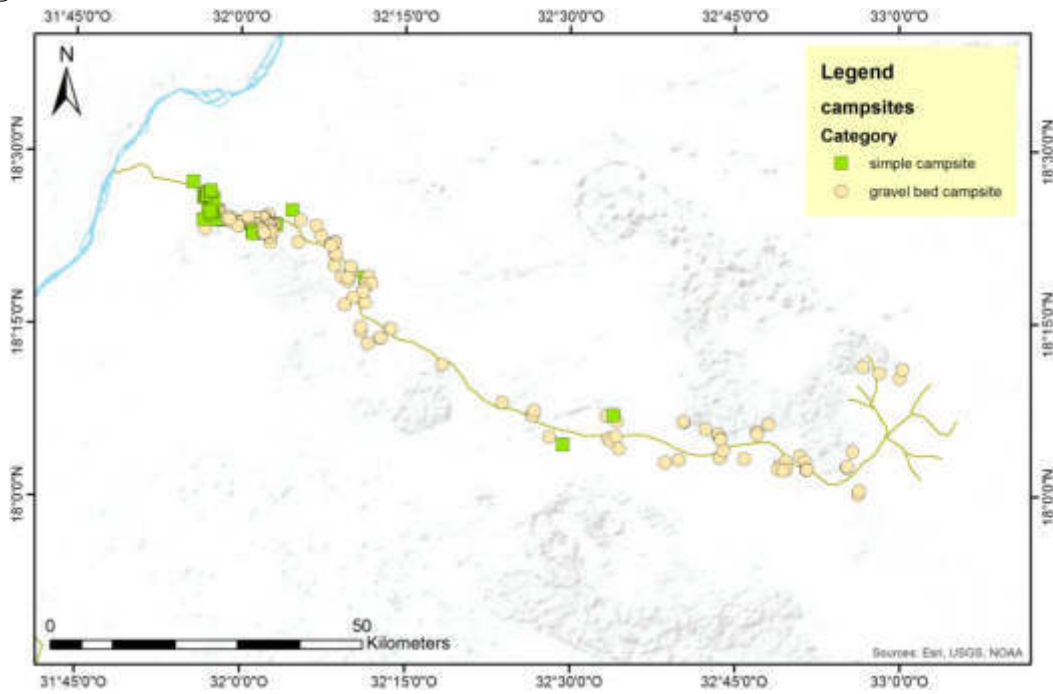 31°45'0"O 32°0'0"O 32°15'0"O 32°30'0"O 32°45'0"O 33°0'0"O
N
Legend
campsites
Category
simple campsite
gravel bed campsite
18°30'0"N 18°30'0"N
18°15'0"N 18°15'0"N
18°0'0"N 18°0'0"N
0 50
Kilometers
Sources: Esri, USGS, NOAA
31°45'0"O 32°0'0"O 32°15'0"O 32°30'0"O 32°45'0"O 33°0'0"O